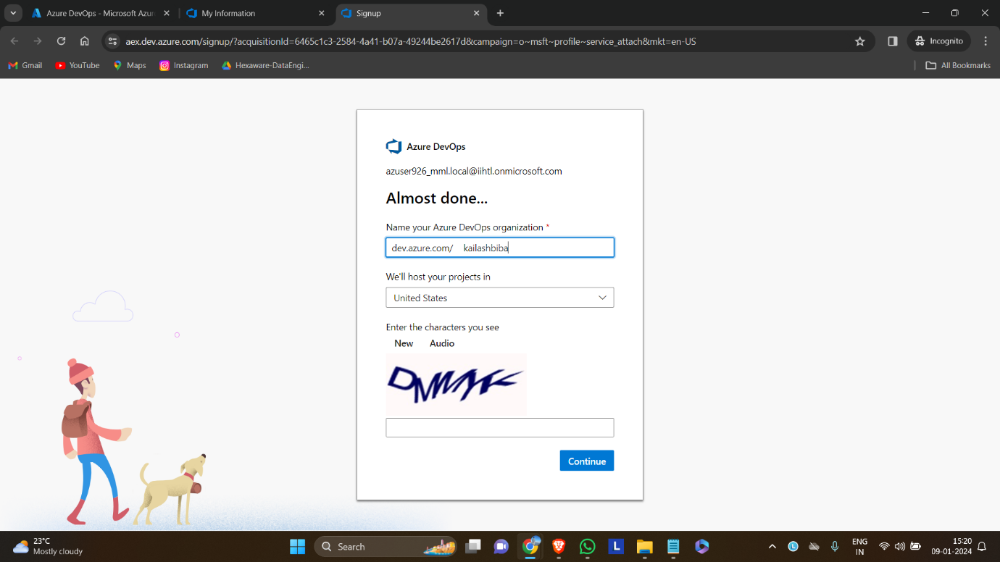 Azure DevOps - Microsoft Azur
My Information
Signup
aex.dev.azure.com/signup/?acquisitionId=6465c1c3-2584-4a41-b07a-49244be2617d&campaign=o~msft~profile~service_attach&mkt=en-US
Incognito
Gmail
YouTube
Maps
Instagram
Hexaware-DataEngi...
All Bookmarks
Azure DevOps
azuser926_mml.local@iihtl.onmicrosoft.com
Almost done...
Name your Azure DevOps organization *
dev.azure.com/ kailashbiba
We'll host your projects in
United States
Enter the characters you see
New Audio
Continue
23°C
Mostly cloudy
Search
L
L
ENG
IN
15:20
09-01-2024